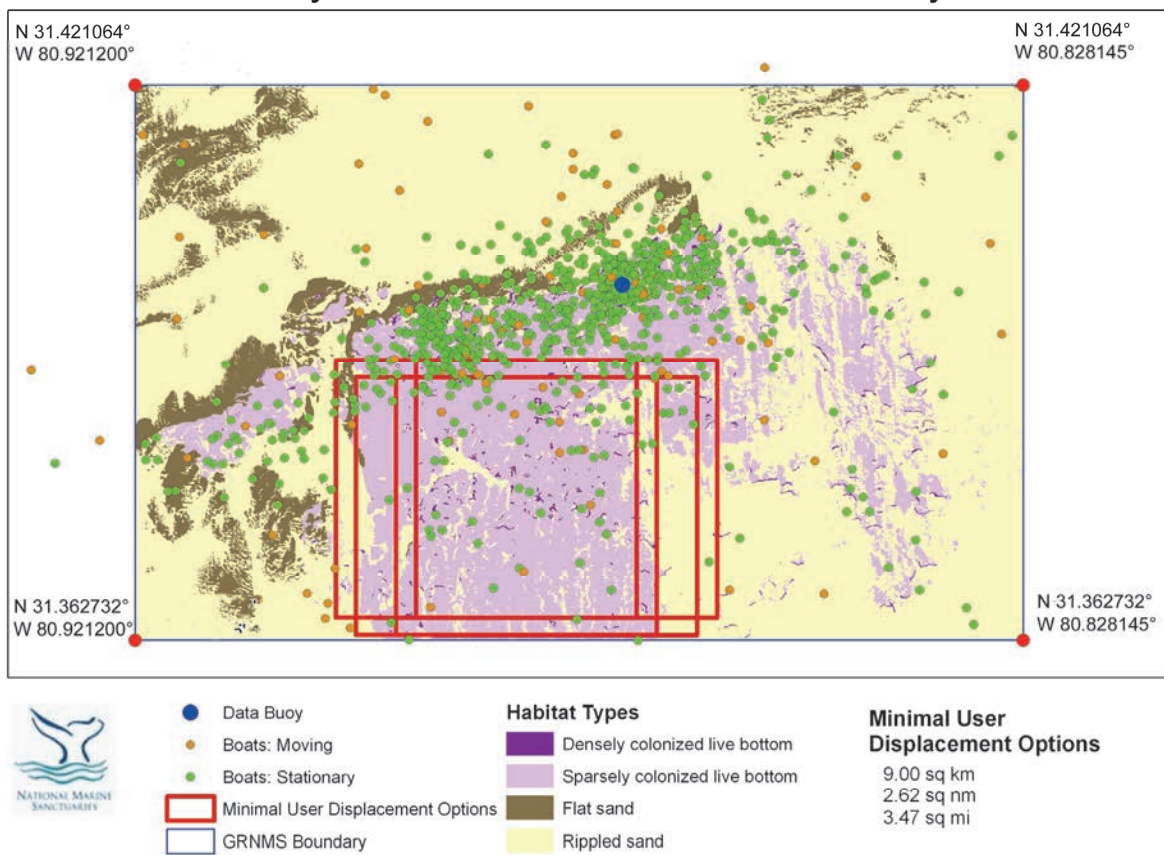 N 31.421064°
W 80.921200°
N 31.421064°
W 80.828145°
N 31.362732°
W 80.921200°
N 31.362732°
W 80.828145°
NATIONAL MARINE
SANCTUARIES
Data Buoy
Boats: Moving
Boats: Stationary
Minimal User Displacement Options
GRNMS Boundary
Habitat Types
Densely colonized live bottom
Sparsely colonized live bottom
Flat sand
Rippled sand
Minimal User
Displacement Options
9.00 sq km
2.62 sq nm
3.47 sq mi